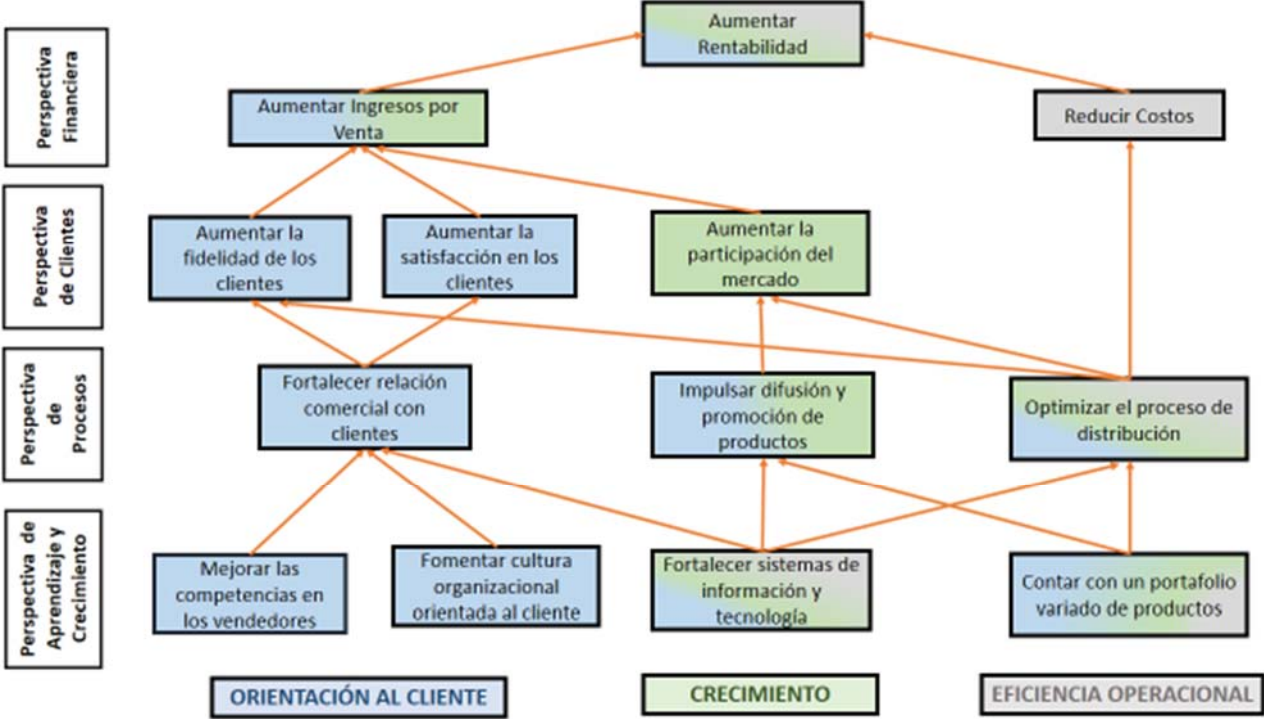 Aumentar
Rentabilidad
Perspectiva
Financiera
Aumentar Ingresos por
Venta
Reducir Costos
Perspectiva
de Clientes
Aumentar la
fidelidad de los
clientes
Aumentar la
satisfacción en los
clientes
Aumentar la
participación del
mercado
Perspectiva
de
Procesos
Fortalecer relación
comercial con
clientes
Impulsar difusión y
promoción de
productos
Optimizar el proceso de
distribución
Perspectiva de
Aprendizaje y
Crecimiento
Mejorar las
competencias en
los vendedores
Fomentar cultura
organizacional
orientada al cliente
Fortalecer sistemas de
información y
tecnología
Contar con un portafolio
variado de productos
ORIENTACIÓN AL CLIENTE
CRECIMIENTO
EFICIENCIA OPERACIONAL